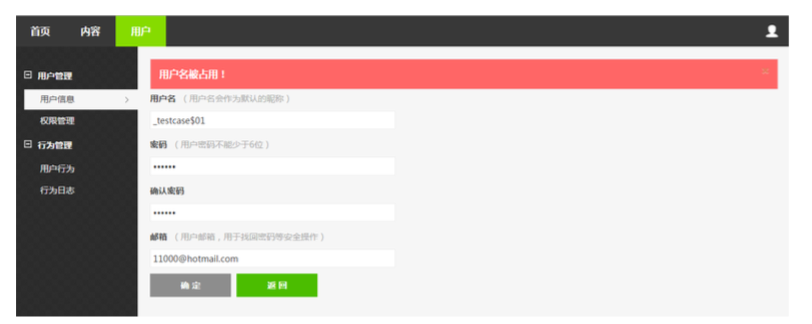 首页 内容 用户
用户管理
用户信息
权限管理
行为管理
用户行为
行为日志
用户名被占用！
用户名 （用户名会作为默认的昵称）
_testcase$01
密码 （用户密码不能少于6位）
••••••
确认密码
••••••
邮箱 （用户邮箱，用于找回密码等安全操作）
11000@hotmail.com
确 定 返 回